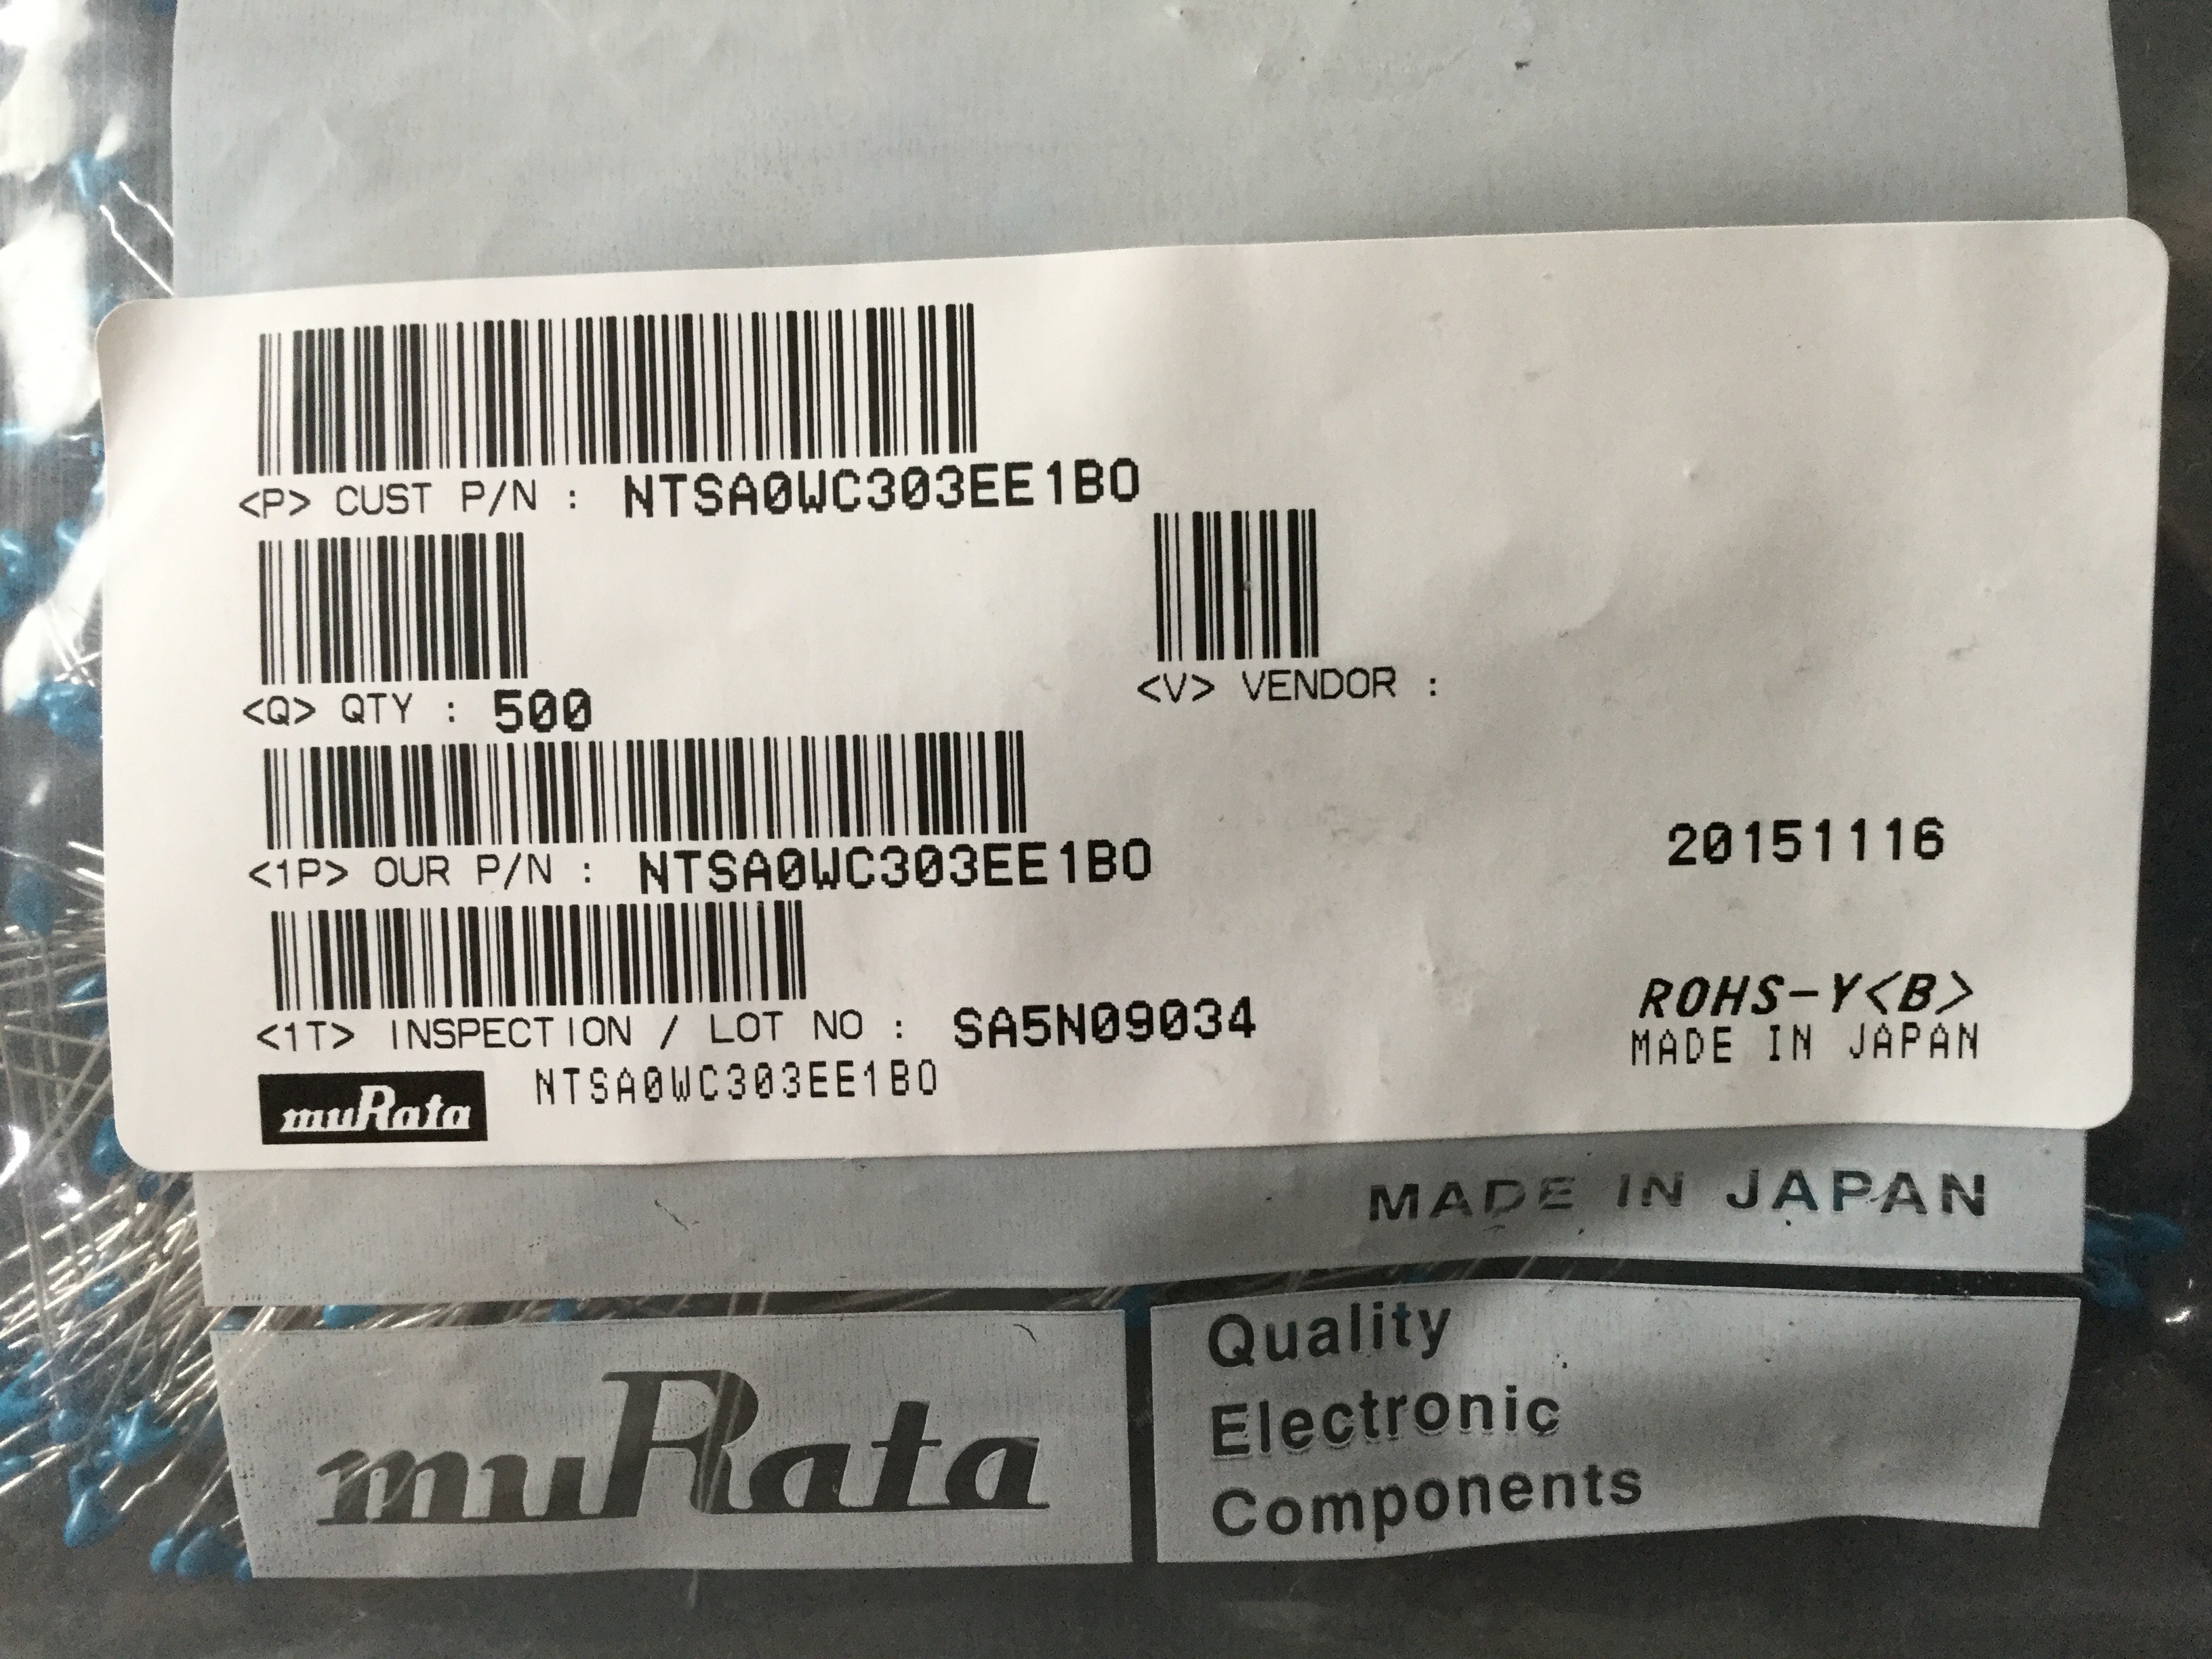 <P> CUST P/N : NTSA0WC303EE1B0
<Q> QTY : 500
<V> VENDOR :
<1P> OUR P/N : NTSA0WC303EE1B0
20151116
<1T> INSPECTION / LOT NO : SA5N09034
ROHS-Y<B>
MADE IN JAPAN
muRata NTSA0WC303EE1B0
MADE IN JAPAN
muRata
Quality
Electronic
Components